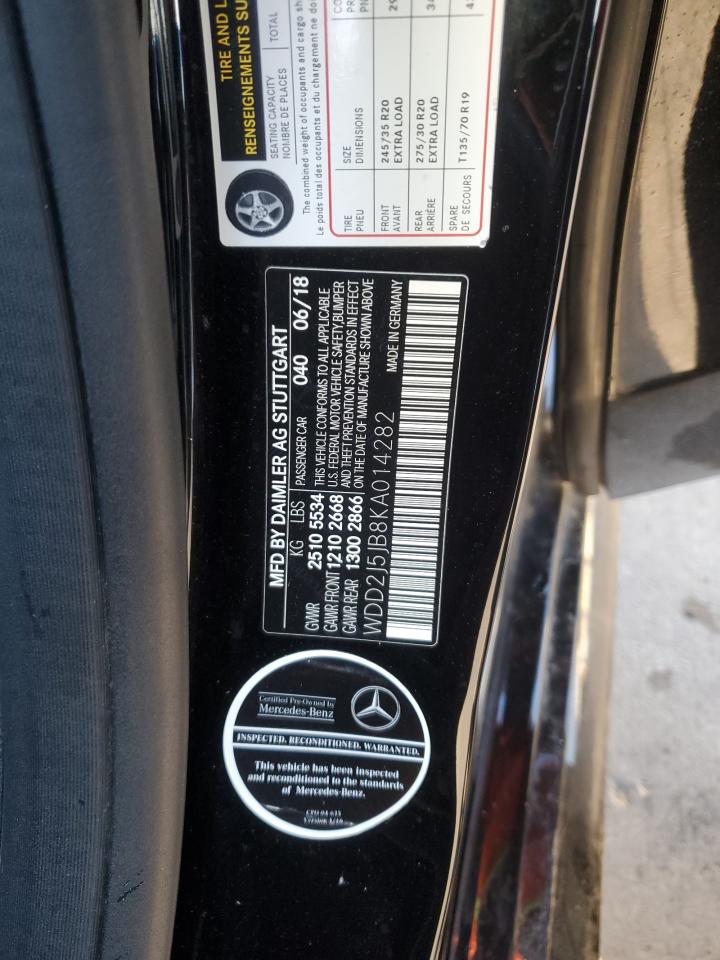 TIRE AND L
RENSEIGNEMENTS SU
SEATING CAPACITY
NOMBRE DE PLACES
TOTAL
The combined weight of occupants and cargo sh
Le poids total des occupants et du chargement ne do
TIRE
PNEU
SIZE
DIMENSIONS
FRONT
AVANT
245/35 R20
EXTRA LOAD
REAR
ARRIÈRE
275/30 R20
EXTRA LOAD
SPARE
DE SECOURS
T135/70 R19
MFD BY DAIMLER AG STUTTGART
KG LBS PASSENGER CAR 040 06/18
GVWR 2510 5534
GAWR FRONT 1210 2668
GAWR REAR 1300 2866
THIS VEHICLE CONFORMS TO ALL APPLICABLE
U.S. FEDERAL MOTOR VEHICLE SAFETY,BUMPER
AND THEFT PREVENTION STANDARDS IN EFFECT
ON THE DATE OF MANUFACTURE SHOWN ABOVE
WDD2J5JB8KA014282 MADE IN GERMANY
Certified Pre-Owned by
Mercedes-Benz
INSPECTED. RECONDITIONED. WARRANTED.
This vehicle has been inspected
and reconditioned to the standards
of Mercedes-Benz.